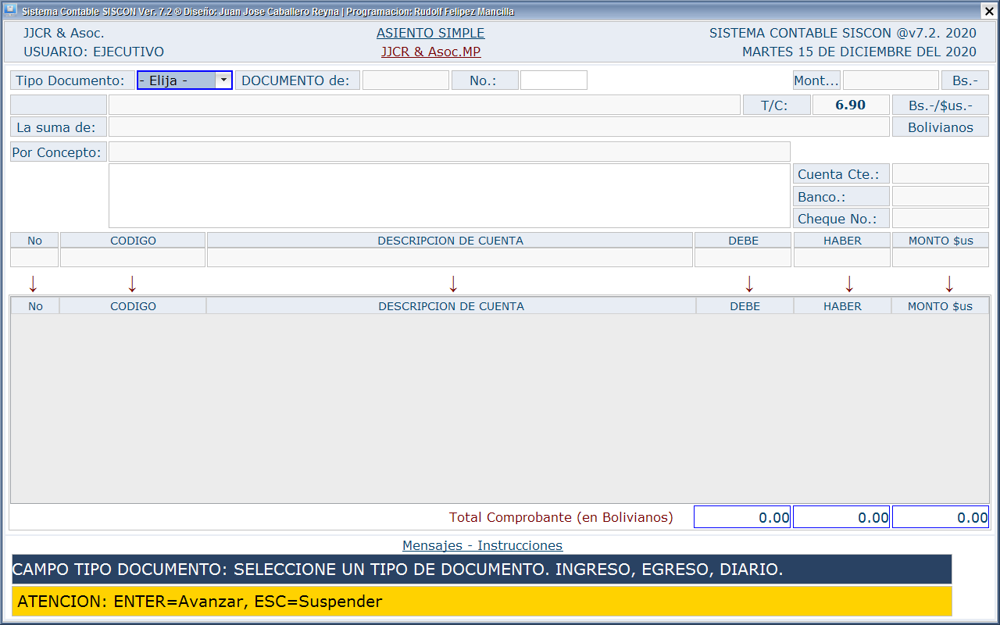 Sistema Contable SISCON Ver. 7.2 ® Diseño: Juan Jose Caballero Reyna | Programacion: Rudolf Felipez Mancilla
JJCR & Asoc. ASIENTO SIMPLE SISTEMA CONTABLE SISCON @v7.2. 2020
USUARIO: EJECUTIVO JJCR & Asoc.MP MARTES 15 DE DICIEMBRE DEL 2020
Tipo Documento: - Elija - DOCUMENTO de: No.: Mont... Bs.-
T/C: 6.90 Bs.-/$us.-
La suma de: Bolivianos
Por Concepto:
Cuenta Cte.:
Banco.:
Cheque No.:
No CODIGO DESCRIPCION DE CUENTA DEBE HABER MONTO $us
↓ ↓ ↓ ↓ ↓ ↓
No CODIGO DESCRIPCION DE CUENTA DEBE HABER MONTO $us
Total Comprobante (en Bolivianos) 0.00 0.00 0.00
Mensajes - Instrucciones
CAMPO TIPO DOCUMENTO: SELECCIONE UN TIPO DE DOCUMENTO. INGRESO, EGRESO, DIARIO.
ATENCION: ENTER=Avanzar, ESC=Suspender